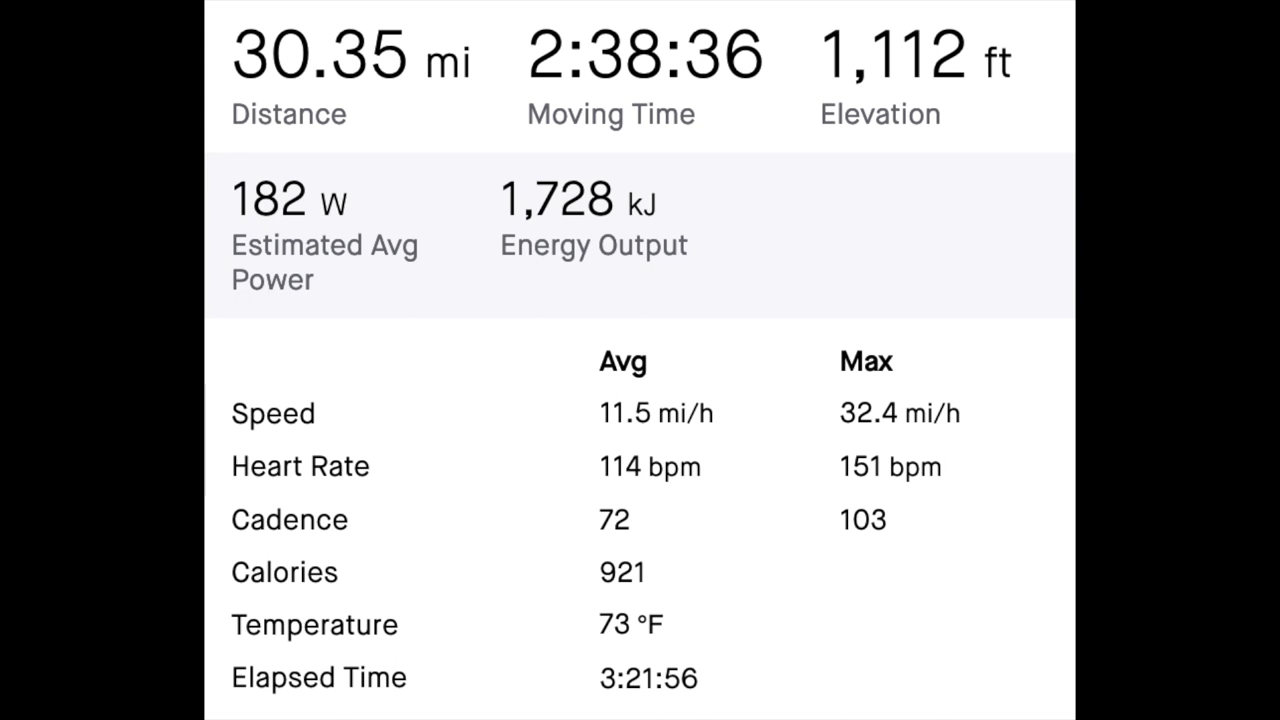 30.35 mi 2:38:36 1,112 ft
Distance Moving Time Elevation
182 W 1,728 kJ
Estimated Avg Energy Output
Power
Avg Max
Speed 11.5 mi/h 32.4 mi/h
Heart Rate 114 bpm 151 bpm
Cadence 72 103
Calories 921
Temperature 73 °F
Elapsed Time 3:21:56